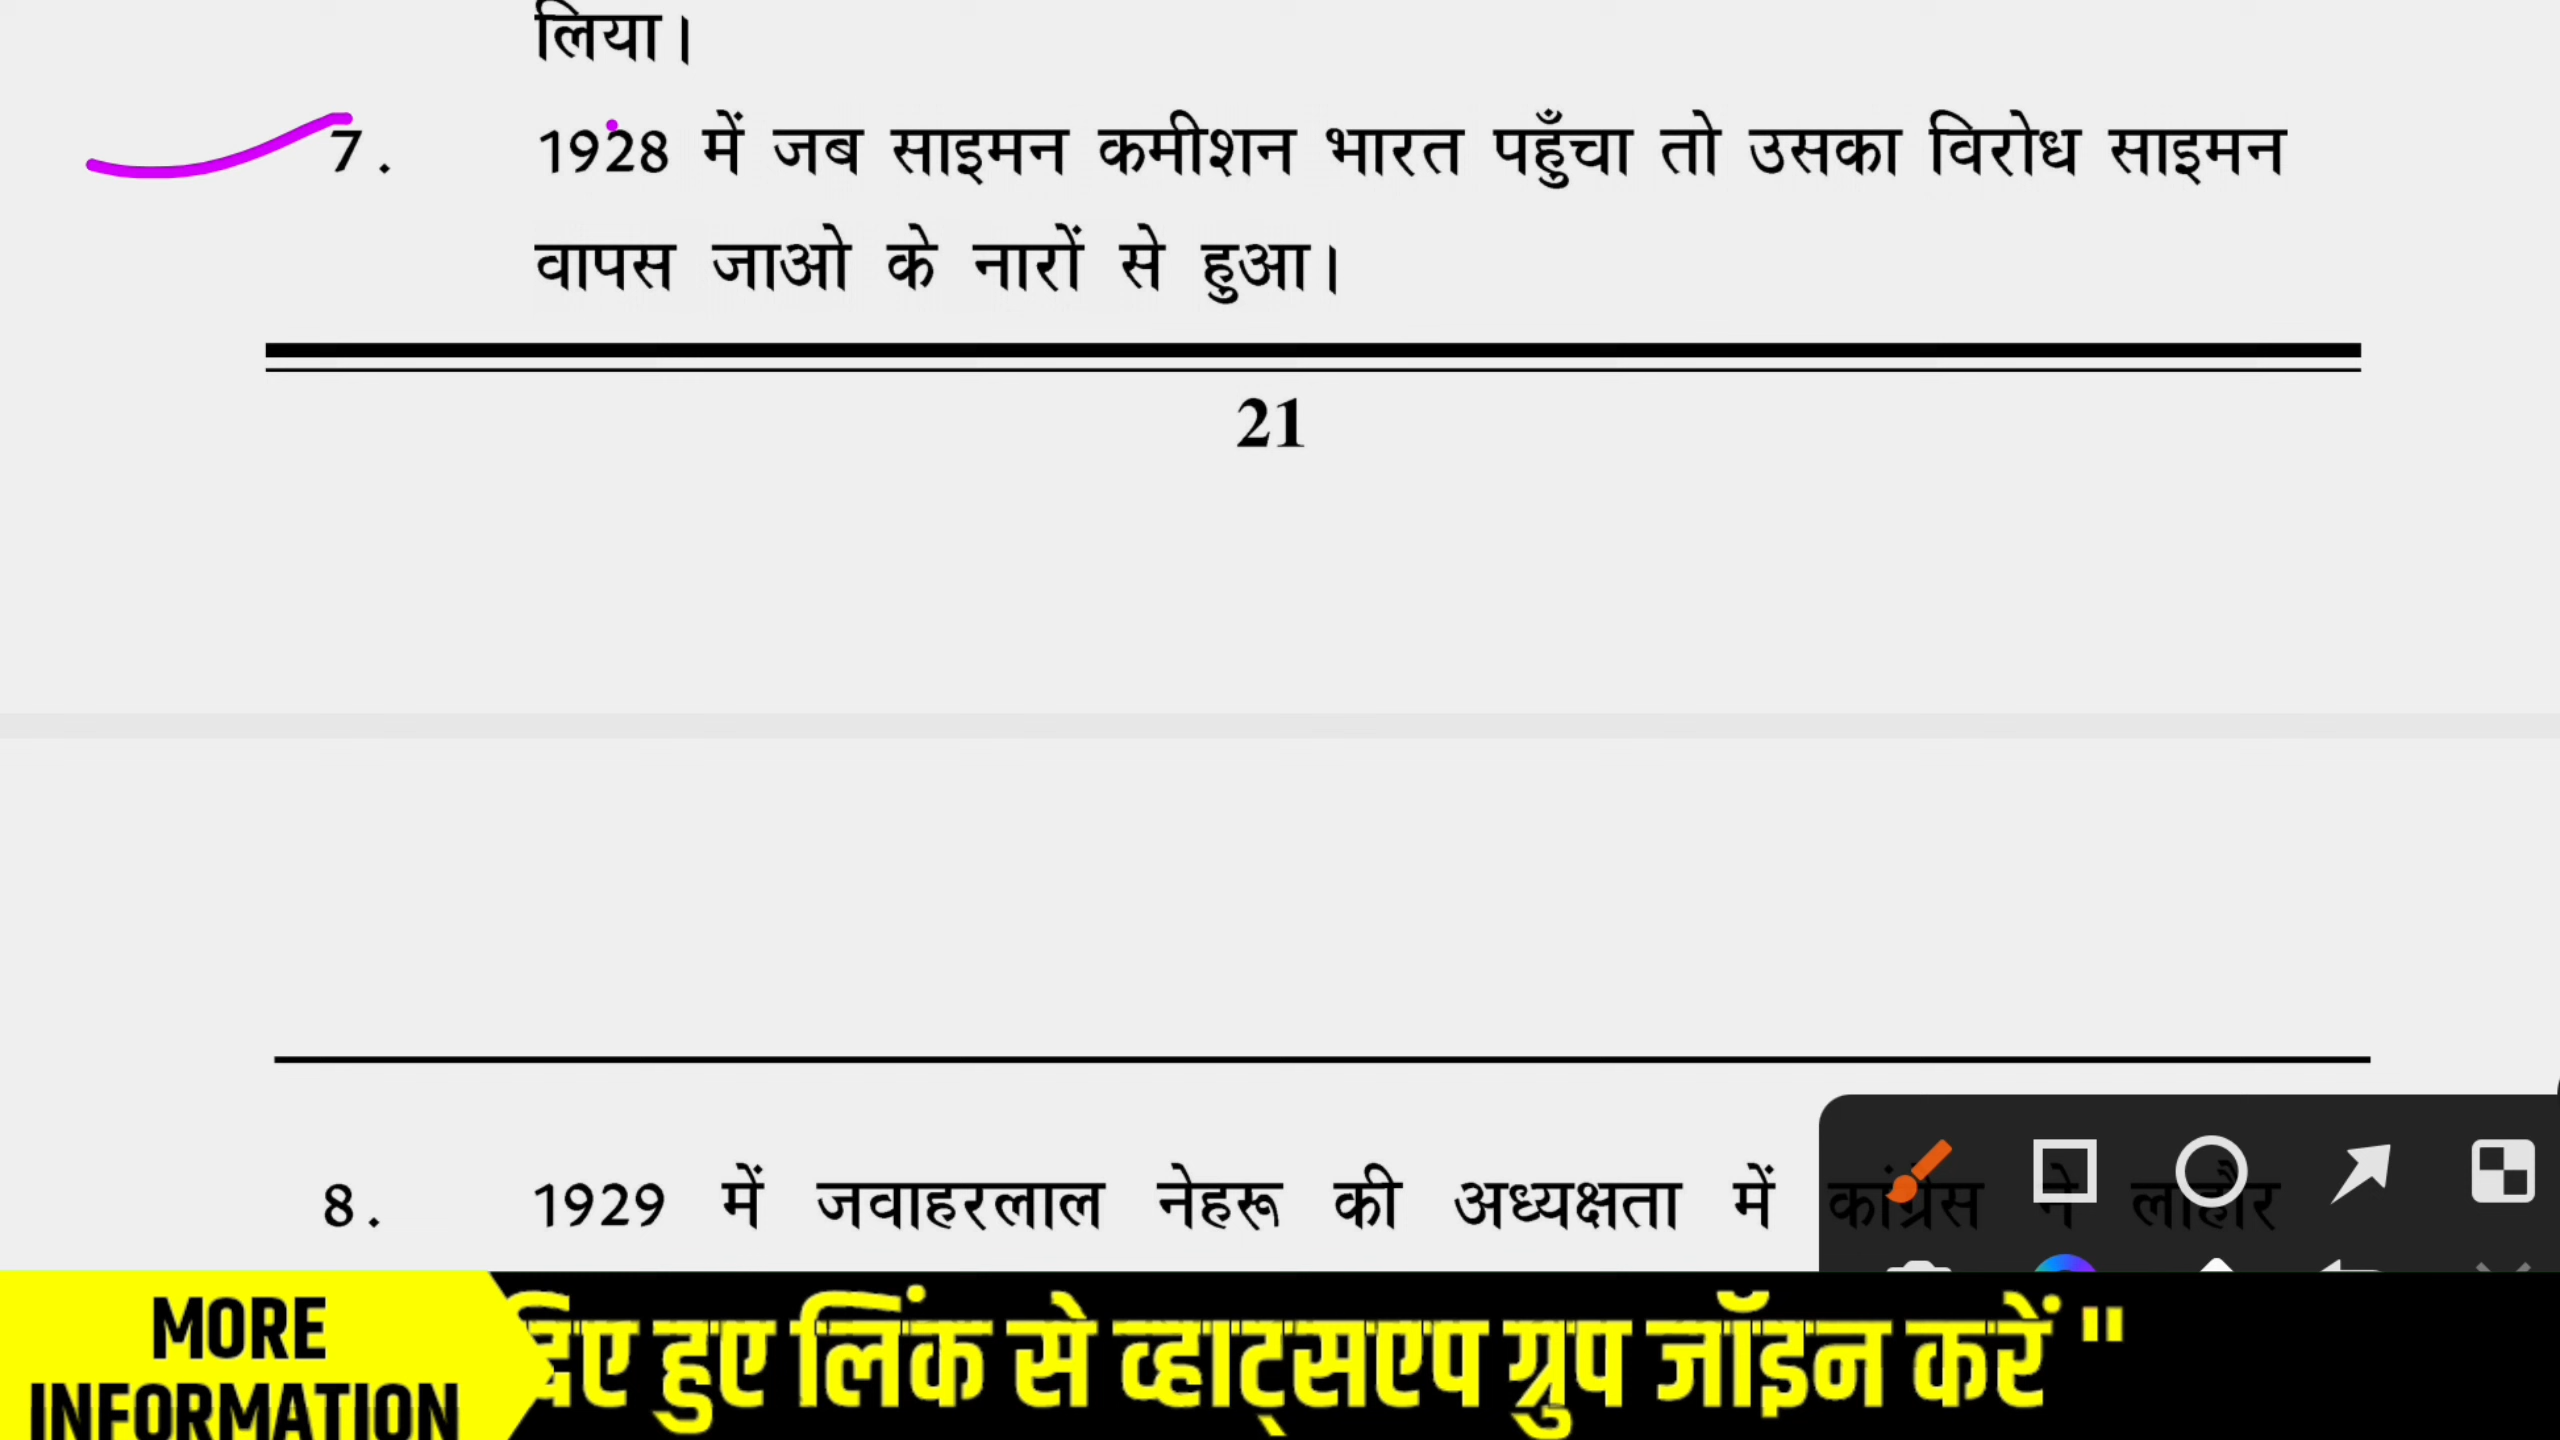 लिया।
7. 1928 में जब साइमन कमीशन भारत पहुँचा तो उसका विरोध साइमन
वापस जाओ के नारों से हुआ।
21
8. 1929 में जवाहरलाल नेहरू की अध्यक्षता में कांग्रेस ने लाहौर
MORE
INFORMATION
दिए हुए लिंक से व्हाट्सएप ग्रुप जॉइन करें "